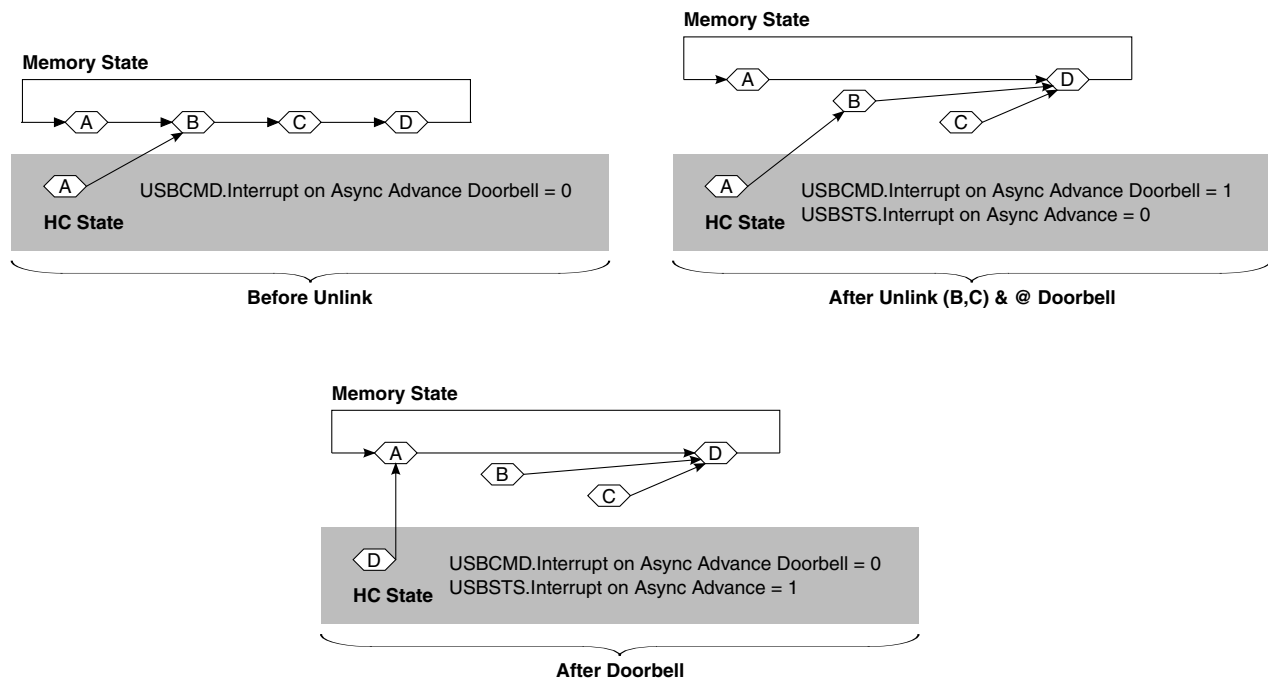 Memory State
A
B
C
D
A
USBCMD.Interrupt on Async Advance Doorbell = 0
HC State
Before Unlink
Memory State
A
D
B
C
A
USBCMD.Interrupt on Async Advance Doorbell = 1
USBSTS.Interrupt on Async Advance = 0
HC State
After Unlink (B,C) & @ Doorbell
Memory State
A
D
B
C
D
USBCMD.Interrupt on Async Advance Doorbell = 0
USBSTS.Interrupt on Async Advance = 1
HC State
After Doorbell